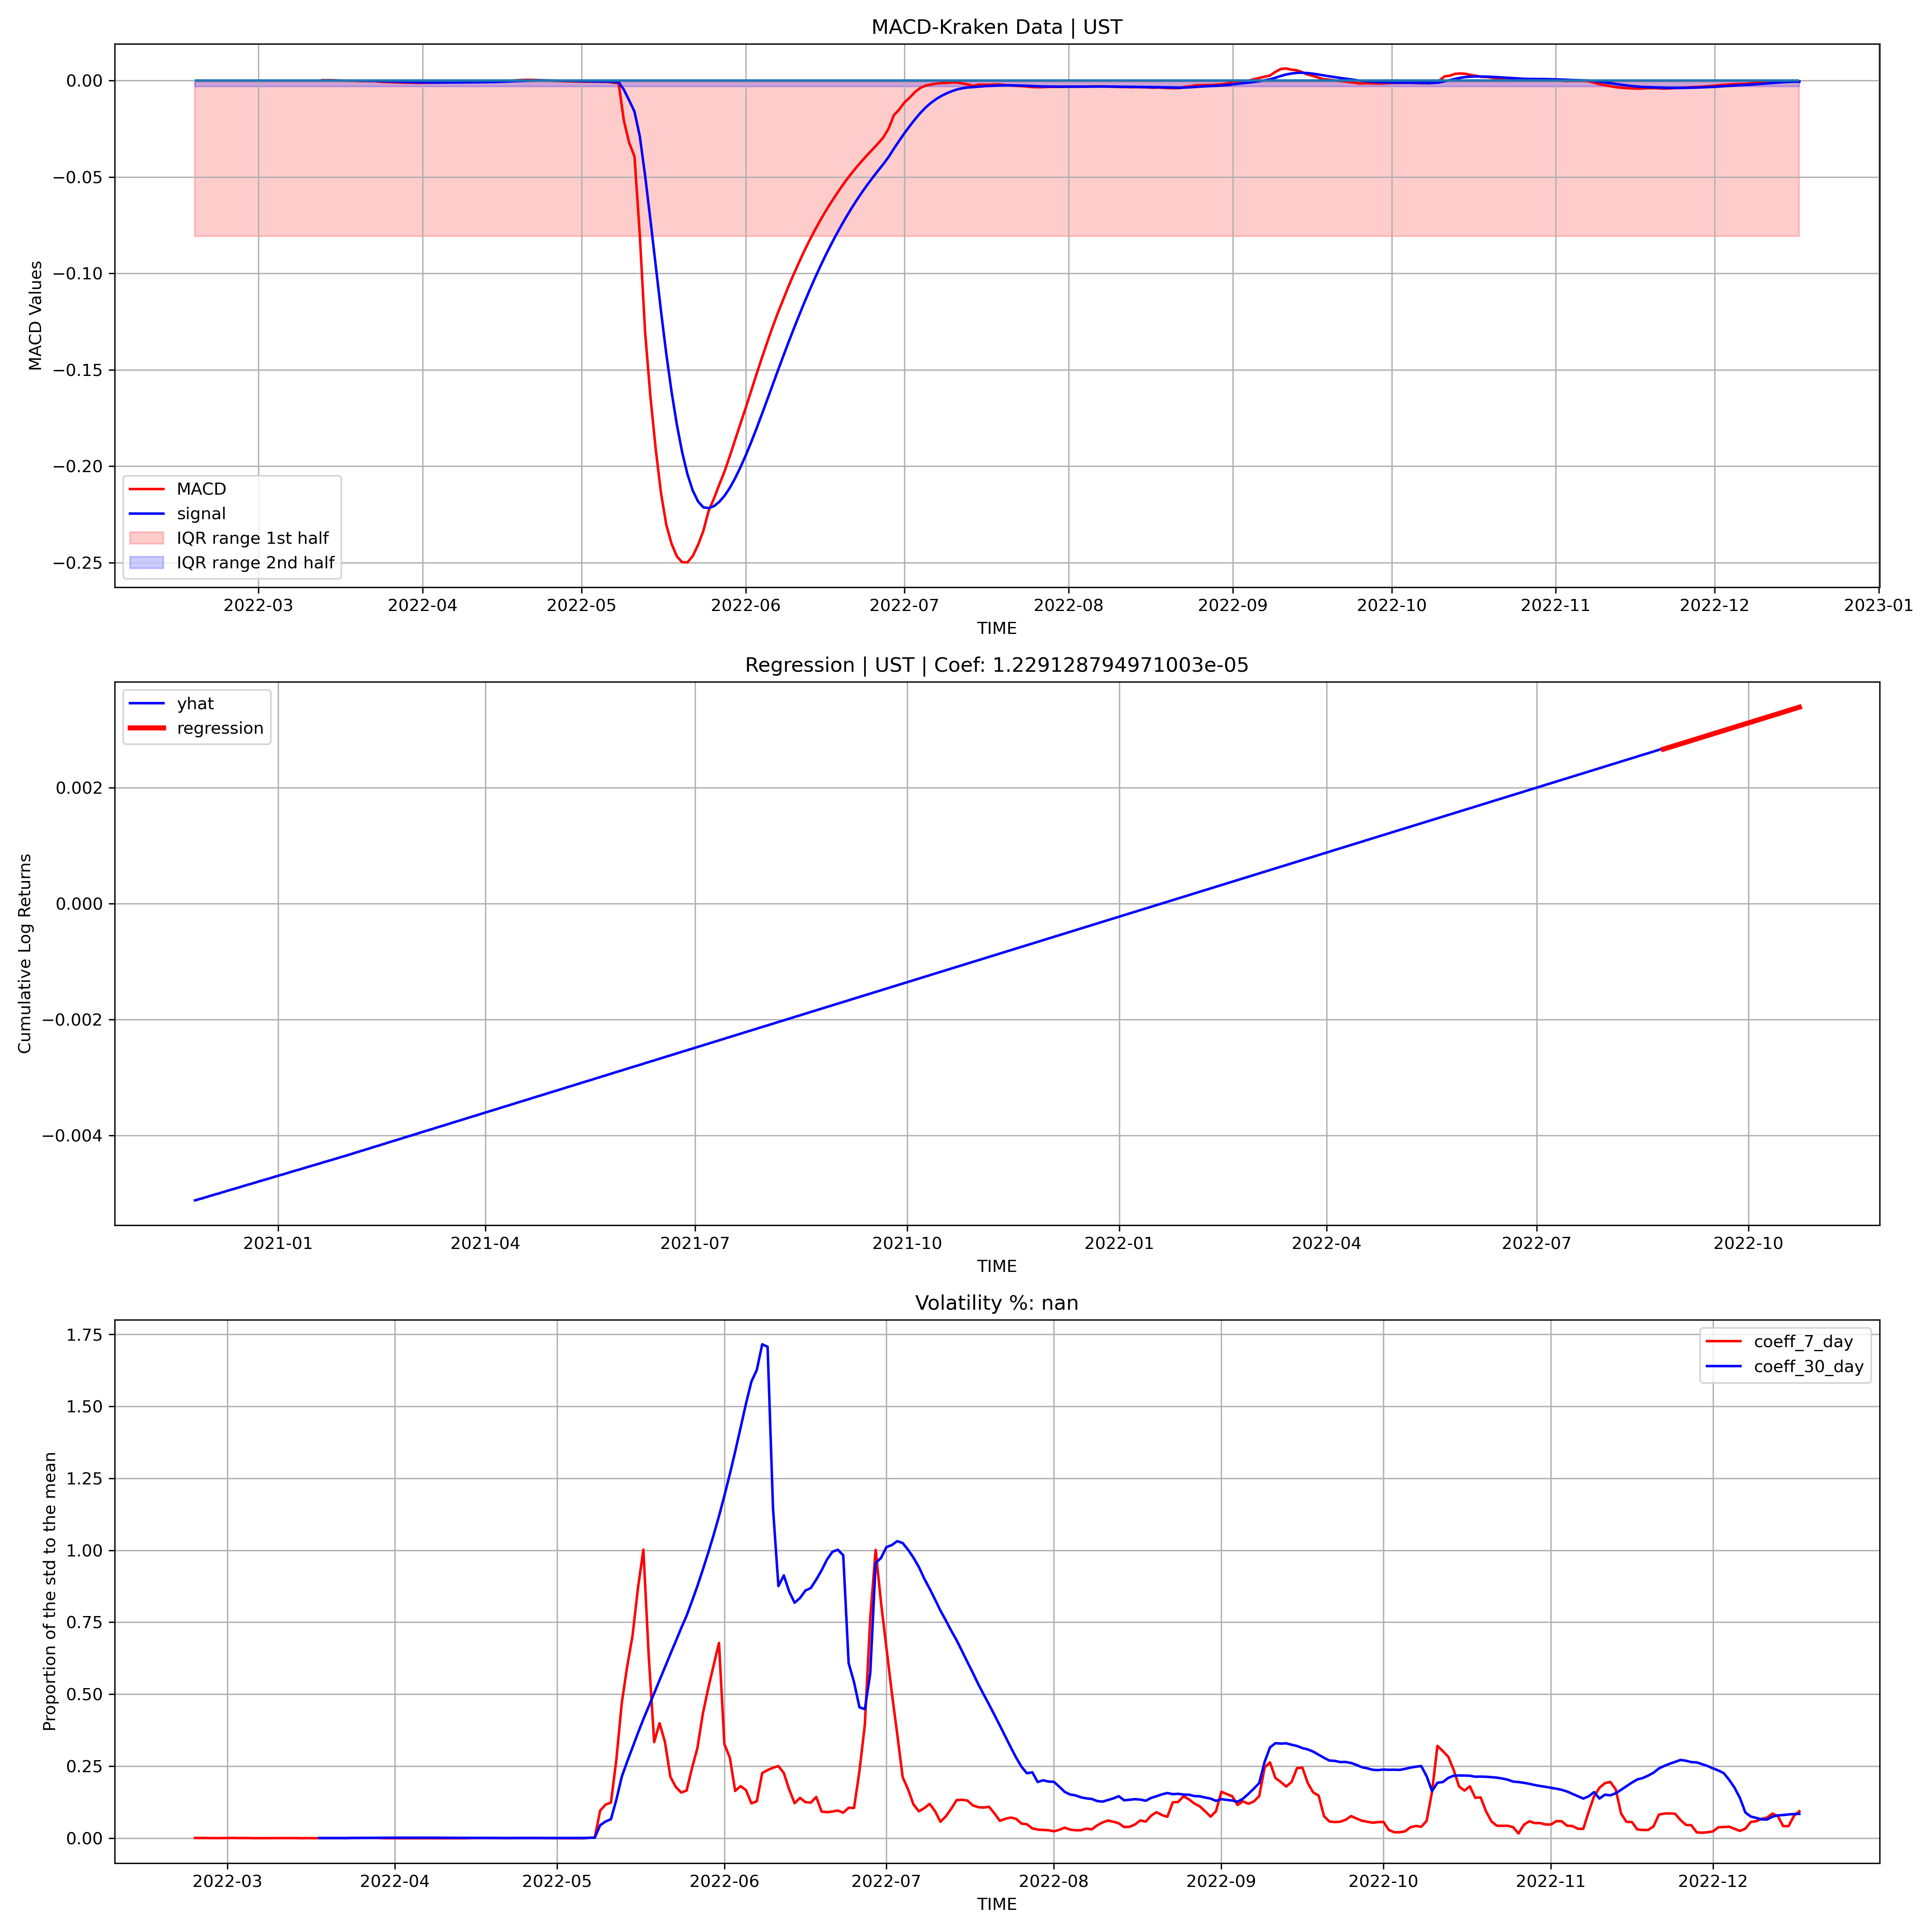 MACD-Kraken Data | UST
MACD Values
0.00
−0.05
−0.10
−0.15
−0.20
−0.25
MACD
signal
IQR range 1st half
IQR range 2nd half
2022-03 2022-04 2022-05 2022-06 2022-07 2022-08 2022-09 2022-10 2022-11 2022-12 2023-01
TIME
Regression | UST | Coef: 1.229128794971003e-05
Cumulative Log Returns
yhat
regression
0.002
0.000
−0.002
−0.004
2021-01 2021-04 2021-07 2021-10 2022-01 2022-04 2022-07 2022-10
TIME
Volatility %: nan
Proportion of the std to the mean
coeff_7_day
coeff_30_day
1.75
1.50
1.25
1.00
0.75
0.50
0.25
0.00
2022-03 2022-04 2022-05 2022-06 2022-07 2022-08 2022-09 2022-10 2022-11 2022-12
TIME